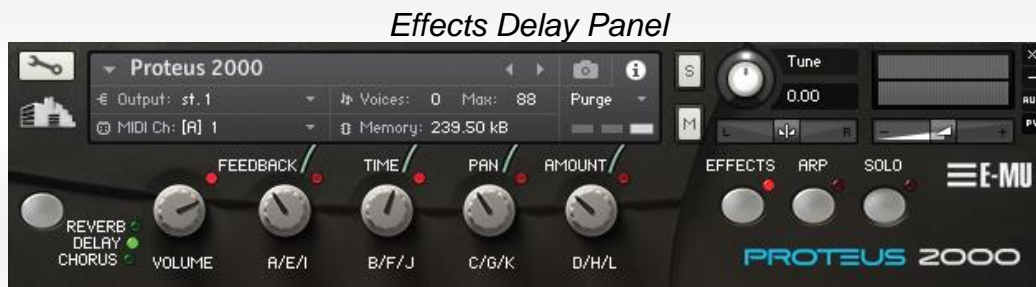 Effects Delay Panel
Proteus 2000
S
Tune
Output: st.1
Voices: 0 Max: 88
Purge
0.00
MIDI Ch: [A] 1
Memory: 239.50 kB
M
L
R
-
+
FEEDBACK
TIME
PAN
AMOUNT
EFFECTS
ARP
SOLO
E-MU
REVERB
DELAY
CHORUS
VOLUME
A/E/I
B/F/J
C/G/K
D/H/L
PROTEUS 2000